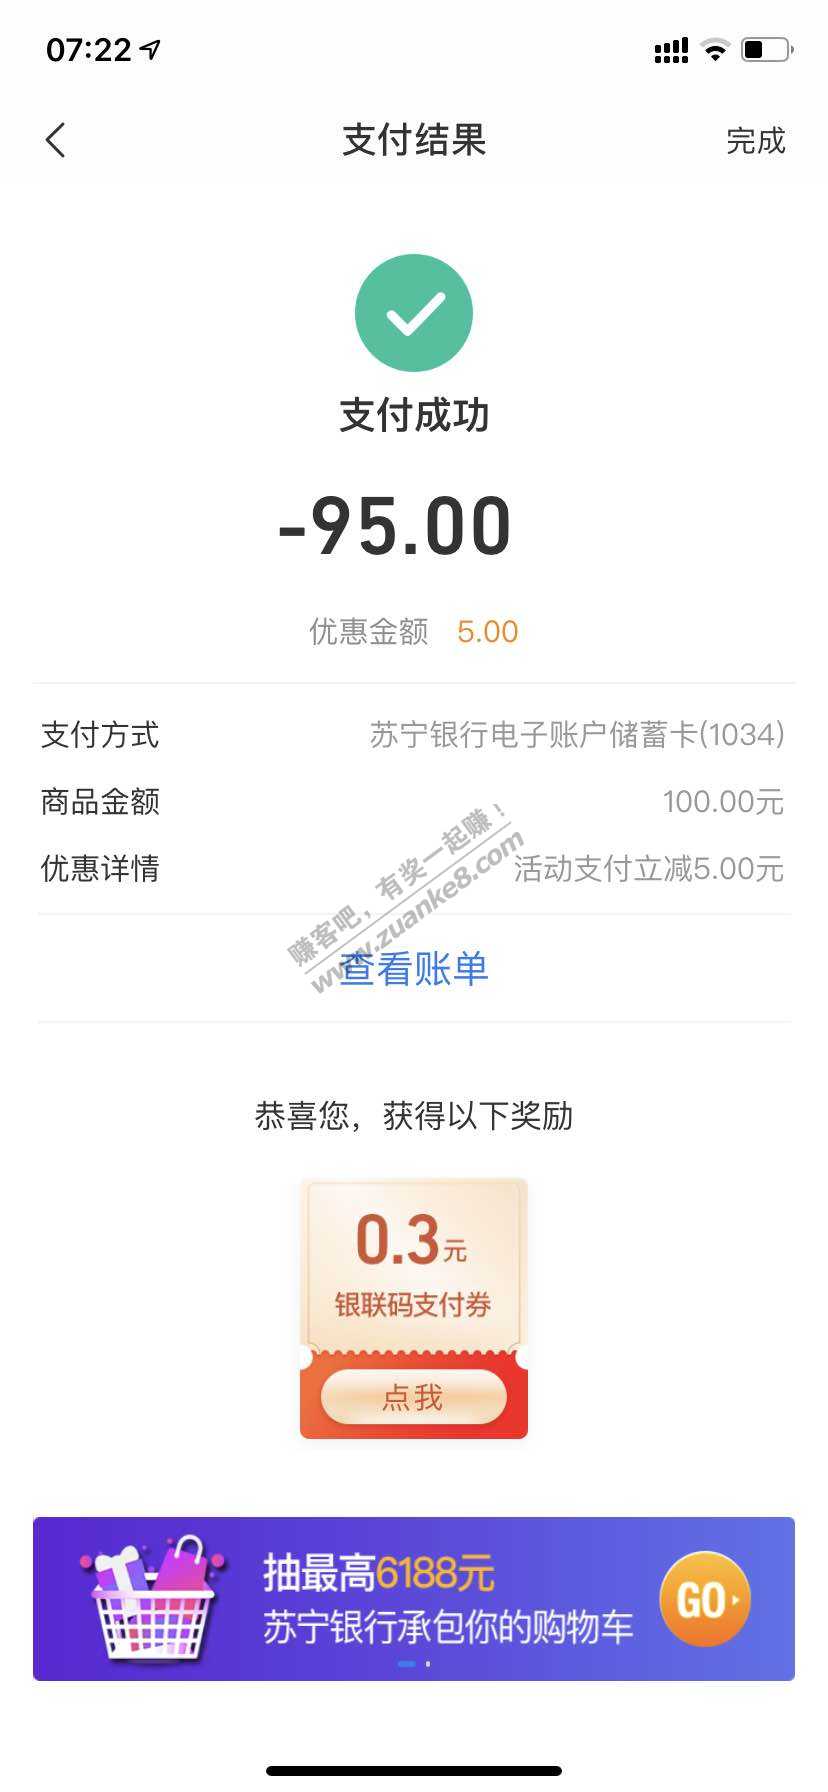 07:22
支付结果
完成
支付成功
-95.00
优惠金额 5.00
支付方式 苏宁银行电子账户储蓄卡(1034)
商品金额 100.00元
优惠详情 活动支付立减5.00元
赚客吧，有奖一起赚！
www.zuanke8.com
查看账单
恭喜您，获得以下奖励
0.3元
银联码支付券
点我
抽最高6188元
苏宁银行承包你的购物车
GO